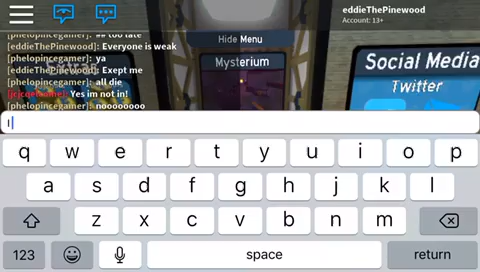 eddieThePinewood
Account: 13+
## too late
[eddieThePinewood]: Everyone is weak
[phelopincegamer]: ya
[eddieThePinewood]: Exept me
[phelopincegamer]: all die
Yes im not in!
[phelopincegamer]: noooooooo
Hide Menu
Mysterium
Social Media
Twitter
I
q w e r t y u i o p
a s d f g h j k l
z x c v b n m
123 space return